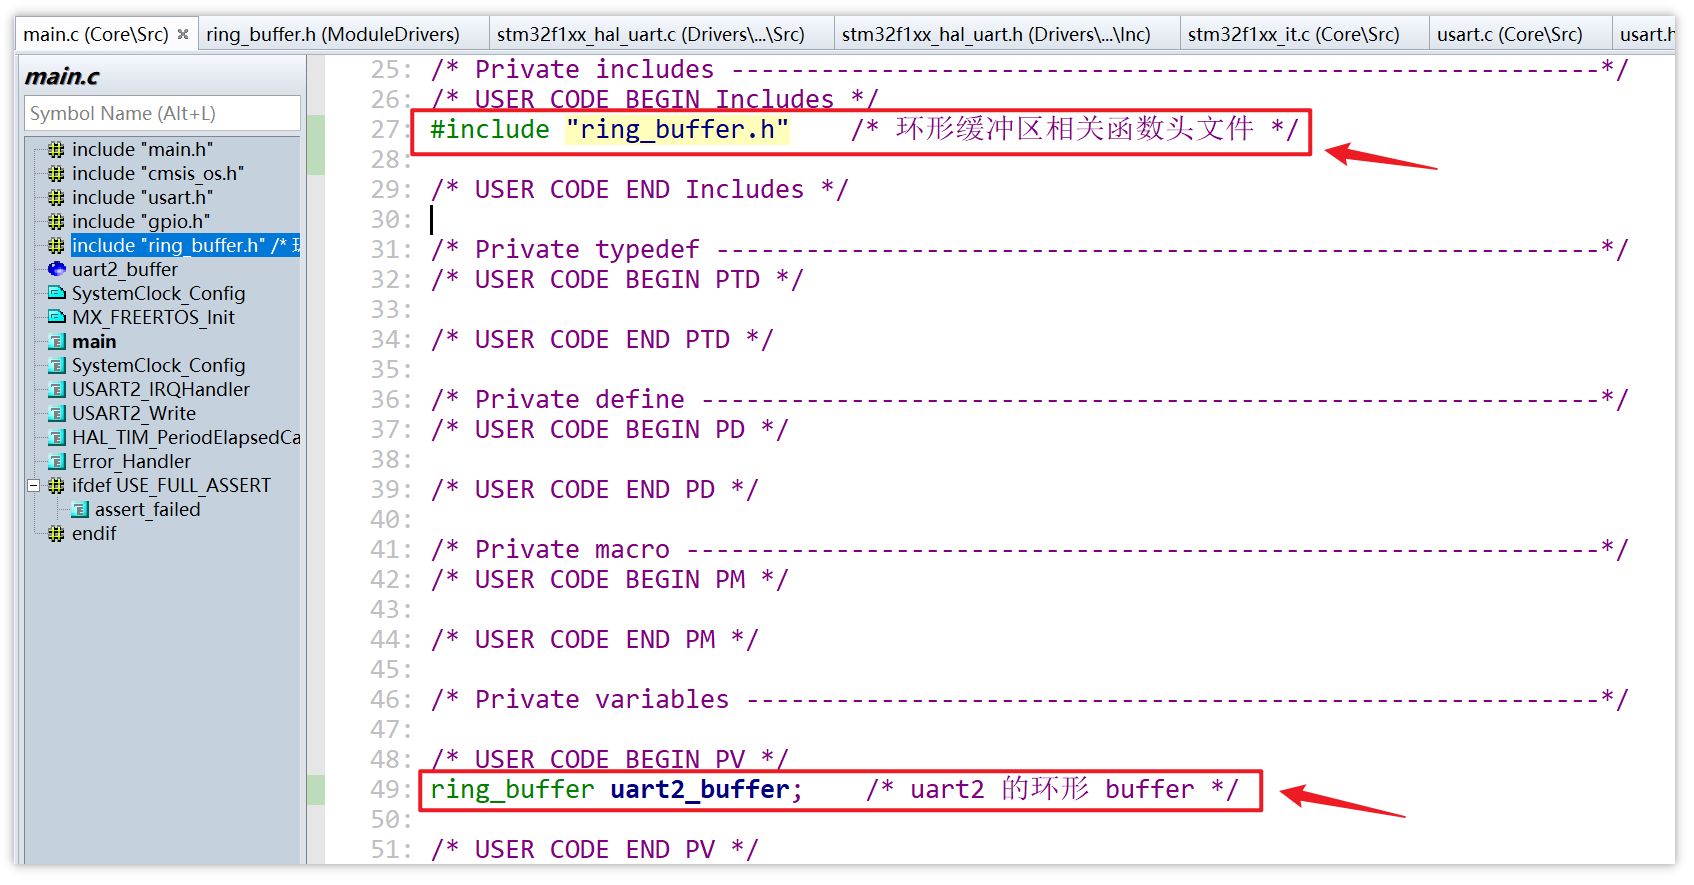 main.c (Core\Src) ring_buffer.h (ModuleDrivers) stm32f1xx_hal_uart.c (Drivers\...\Src) stm32f1xx_hal_uart.h (Drivers\...\Inc) stm32f1xx_it.c (Core\Src) usart.c (Core\Src) usart.h
main.c
Symbol Name (Alt+L)
include "main.h"
include "cmsis_os.h"
include "usart.h"
include "gpio.h"
include "ring_buffer.h" /*
uart2_buffer
SystemClock_Config
MX_FREERTOS_Init
main
SystemClock_Config
USART2_IRQHandler
USART2_Write
HAL_TIM_PeriodElapsedCa
Error_Handler
ifdef USE_FULL_ASSERT
assert_failed
endif
25: /* Private includes ----------------------------------------------------------*/
26: /* USER CODE BEGIN Includes */
27: #include "ring_buffer.h" /* 环形缓冲区相关函数头文件 */
28:
29: /* USER CODE END Includes */
30:
31: /* Private typedef -----------------------------------------------------------*/
32: /* USER CODE BEGIN PTD */
33:
34: /* USER CODE END PTD */
35:
36: /* Private define ------------------------------------------------------------*/
37: /* USER CODE BEGIN PD */
38:
39: /* USER CODE END PD */
40:
41: /* Private macro -------------------------------------------------------------*/
42: /* USER CODE BEGIN PM */
43:
44: /* USER CODE END PM */
45:
46: /* Private variables ---------------------------------------------------------*/
47:
48: /* USER CODE BEGIN PV */
49: ring_buffer uart2_buffer; /* uart2 的环形 buffer */
50:
51: /* USER CODE END PV */